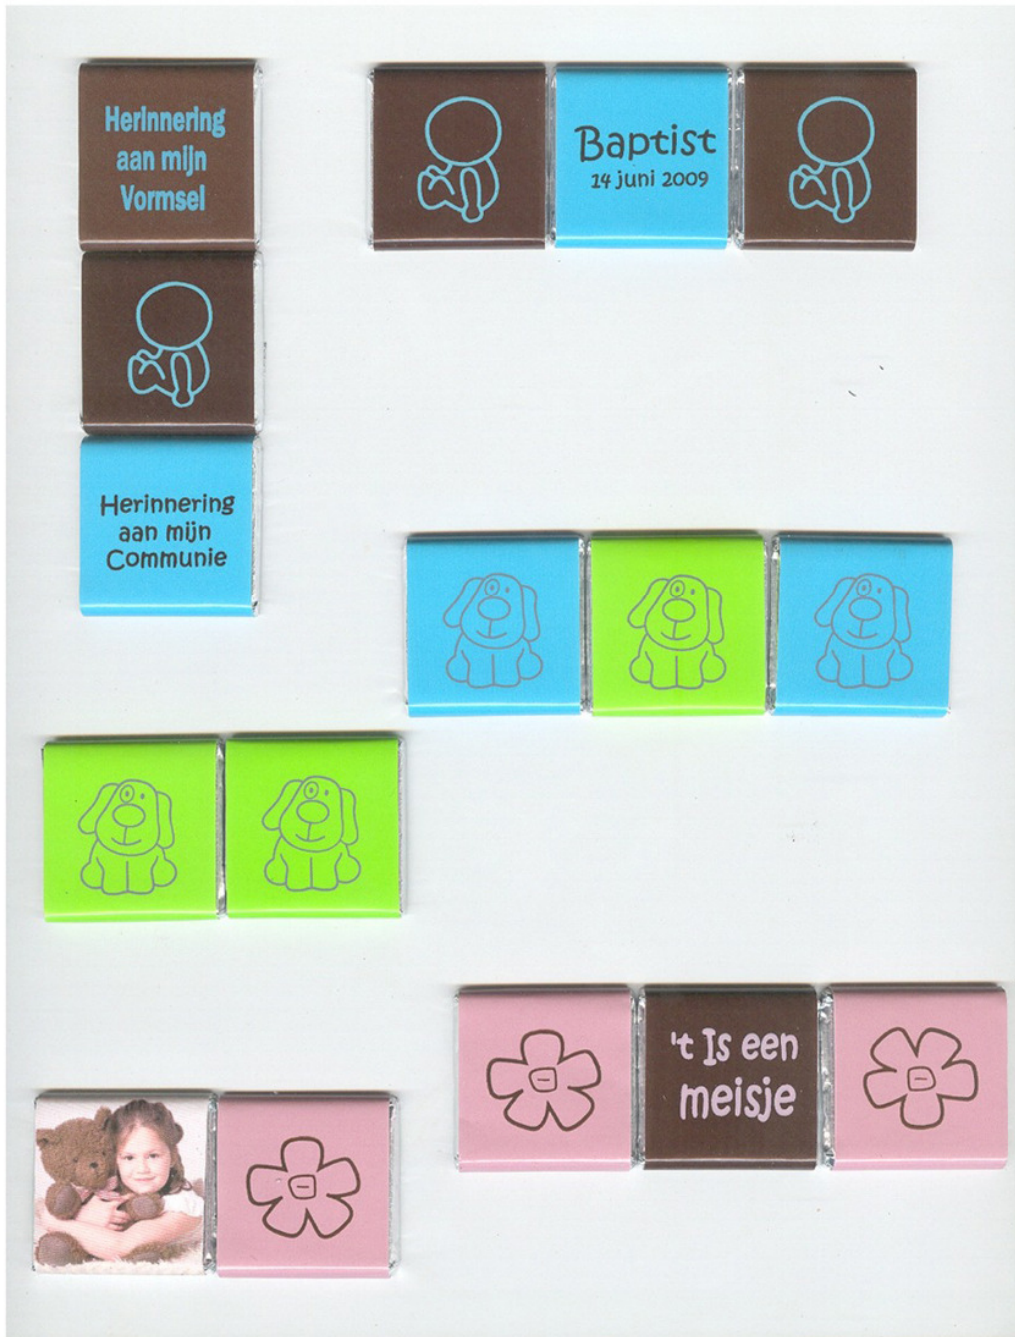 Herinnering
aan mijn
Vormsel
Baptist
14 juni 2009
Herinnering
aan mijn
Communie
't Is een
meisje